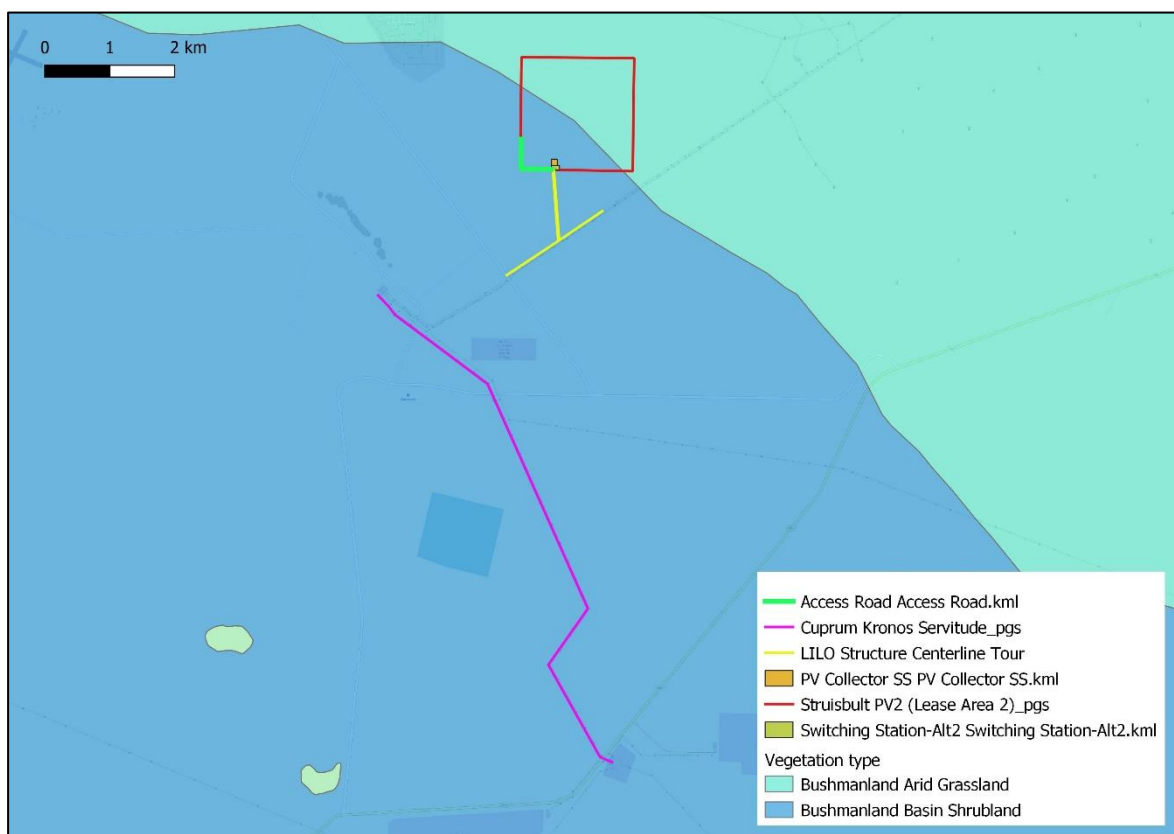 0 1 2 km
Access Road Access Road.kml
Cuprum Kronos Servitude_pgs
LILO Structure Centerline Tour
PV Collector SS PV Collector SS.kml
Struisbult PV2 (Lease Area 2)_pgs
Switching Station-Alt2 Switching Station-Alt2.kml
Vegetation type
Bushmanland Arid Grassland
Bushmanland Basin Shrubland